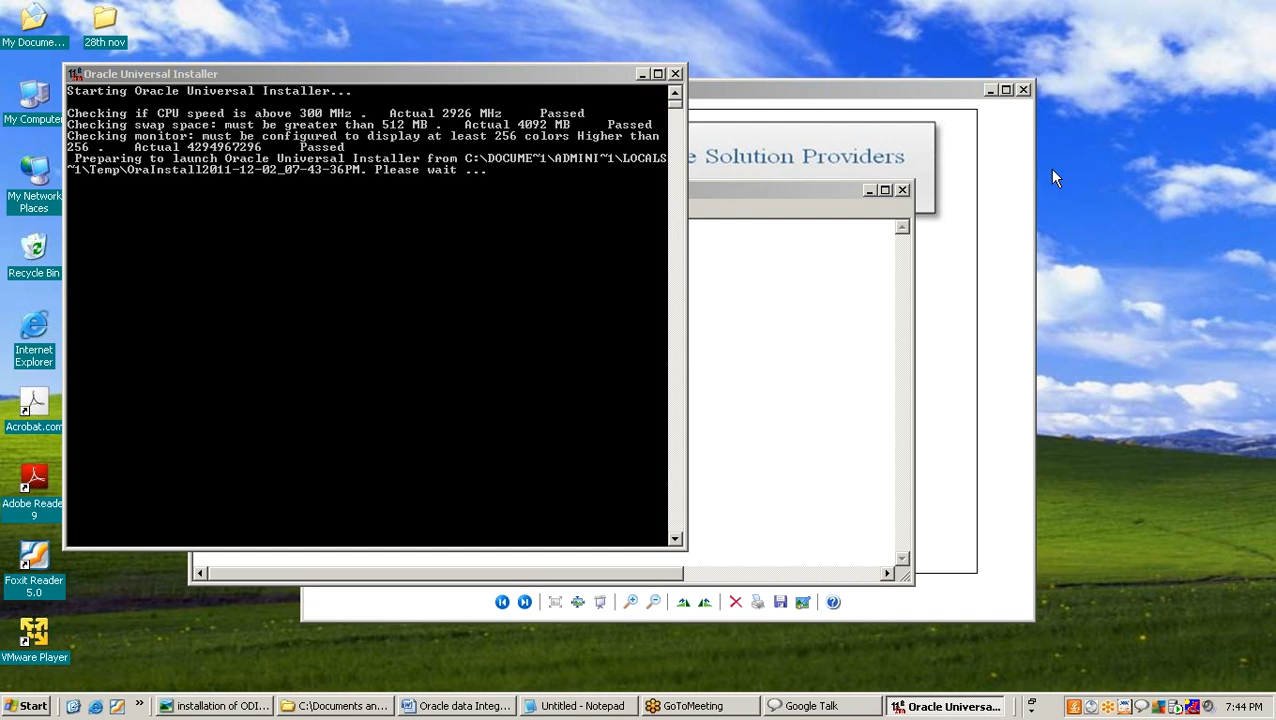 My Docume...
28th nov
Oracle Universal Installer
Starting Oracle Universal Installer...
Checking if CPU speed is above 300 MHz .    Actual 2926 MHz     Passed
Checking swap space: must be greater than 512 MB .   Actual 4092 MB     Passed
Checking monitor: must be configured to display at least 256 colors Higher than
256 .    Actual 4294967296     Passed
Preparing to launch Oracle Universal Installer from C:\DOCUME~1\ADMINI~1\LOCALS
~1\Temp\OraInstall2011-12-02_07-43-36PM. Please wait ...
e Solution Providers
My Computer
My Network
Places
Recycle Bin
Internet
Explorer
Acrobat.com
Adobe Reade
9
Foxit Reader
5.0
VMware Player
Start
installation of ODI...
C:\Documents an...
Oracle data Integ...
Untitled - Notepad
GoToMeeting
Google Talk
Oracle Universa...
7:44 PM